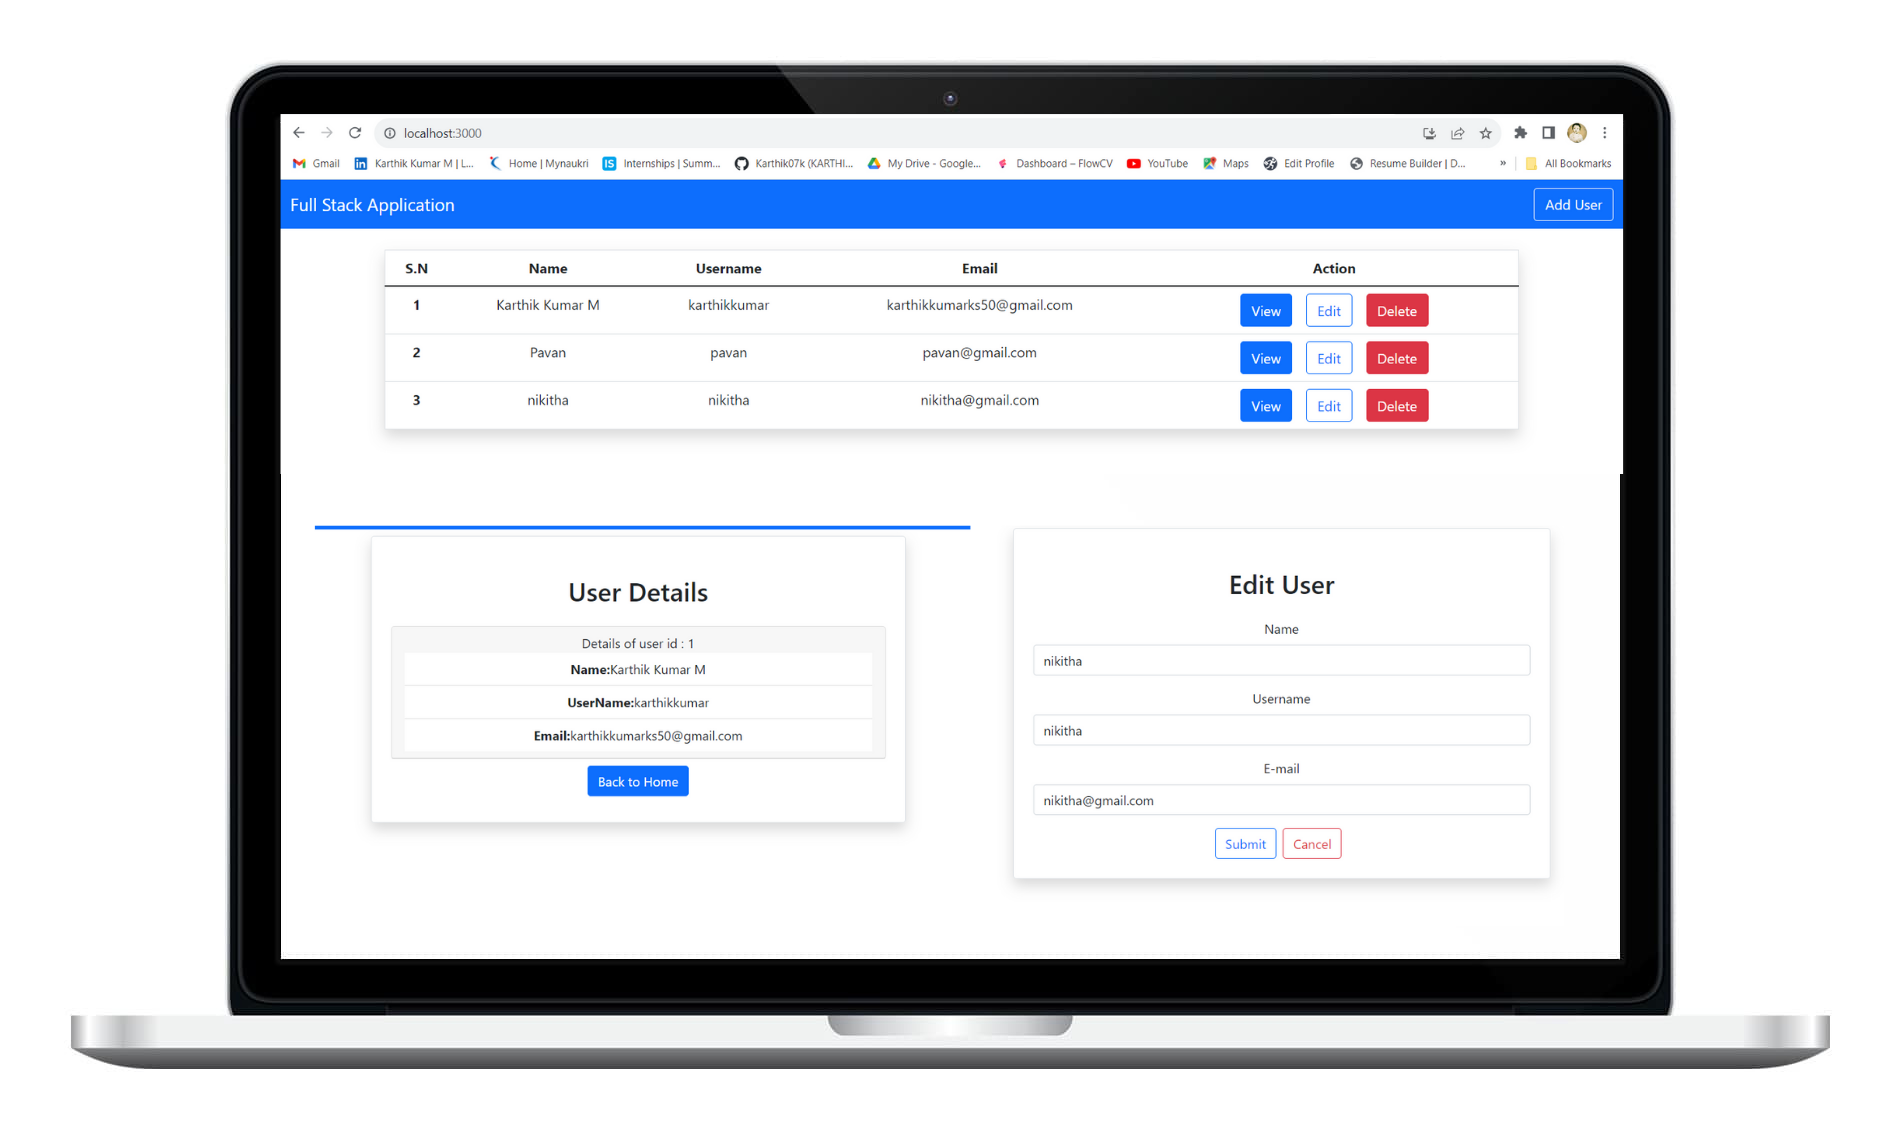 localhost:3000
Gmail Karthik Kumar M | L... Home | Mynaukri IS Internships | Summ... Karthik07k (KARTHI... My Drive - Google... Dashboard – FlowCV YouTube Maps Edit Profile Resume Builder | D... » All Bookmarks
Full Stack Application Add User
S.N Name Username Email Action
1 Karthik Kumar M karthikkumar karthikkumarks50@gmail.com View Edit Delete
2 Pavan pavan pavan@gmail.com View Edit Delete
3 nikitha nikitha nikitha@gmail.com View Edit Delete
User Details
Details of user id : 1
Name:Karthik Kumar M
UserName:karthikkumar
Email:karthikkumarks50@gmail.com
Back to Home
Edit User
Name
nikitha
Username
nikitha
E-mail
nikitha@gmail.com
Submit Cancel